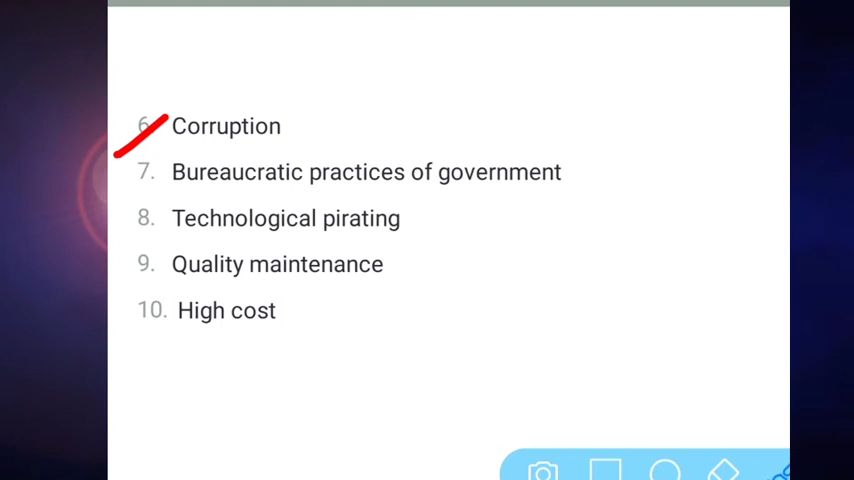 6. Corruption
7. Bureaucratic practices of government
8. Technological pirating
9. Quality maintenance
10. High cost